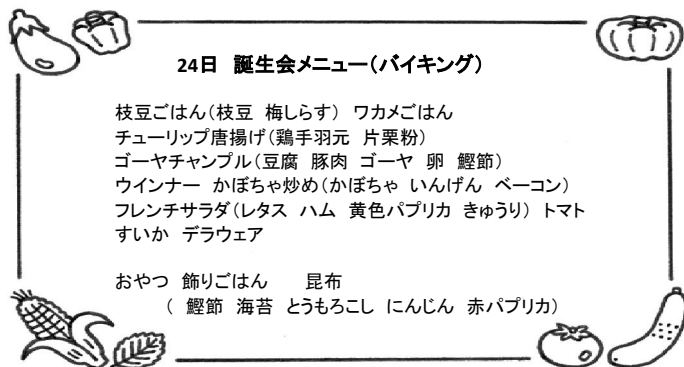 24日 誕生会メニュー（バイキング）
枝豆ごはん（枝豆 梅しらす） ワカメごはん
チューリップ唐揚げ（鶏手羽元 片栗粉）
ゴーヤチャンプル（豆腐 豚肉 ゴーヤ 卵 鰹節）
ウインナー かぼちゃ炒め（かぼちゃ いんげん ベーコン）
フレンチサラダ（レタス ハム 黄色パプリカ きゅうり） トマト
すいか デラウェア
おやつ 飾りごはん 昆布
（ 鰹節 海苔 とうもろこし にんじん 赤パプリカ）